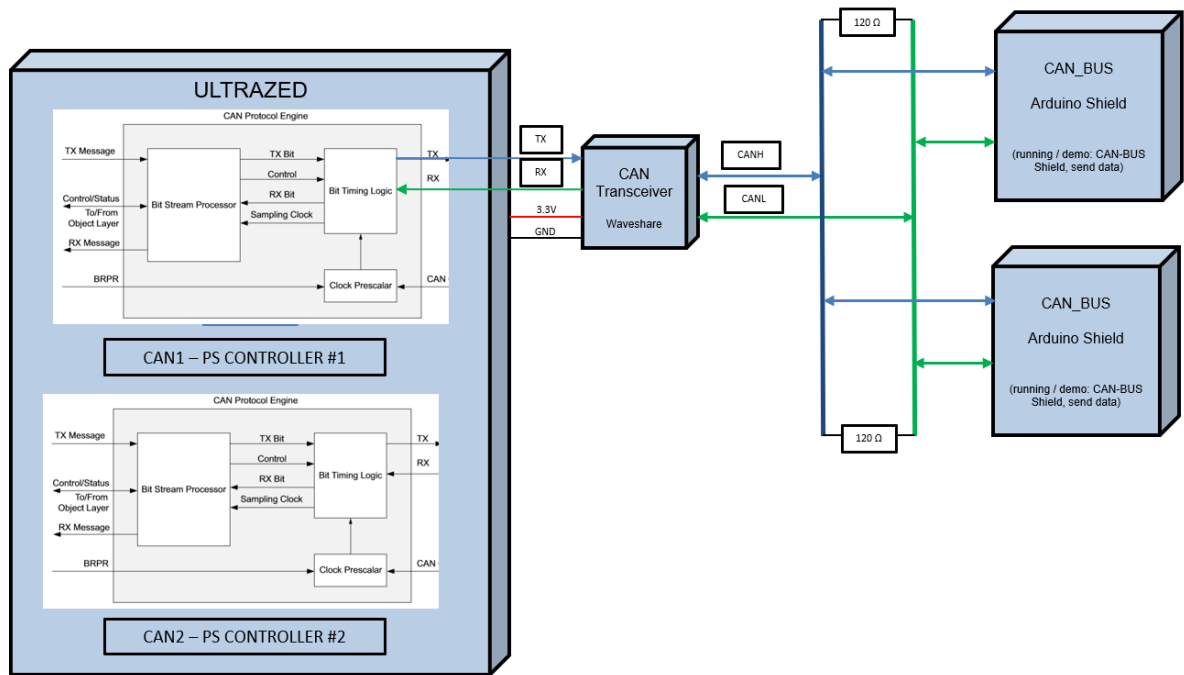 ULTRAZED
CAN Protocol Engine
TX Message
Control/Status
To/From
Object Layer
RX Message
BRPR
Bit Stream Processor
TX Bit
Control
RX Bit
Sampling Clock
Bit Timing Logic
Clock Prescalar
TX
RX
CAN
CAN1 – PS CONTROLLER #1
CAN Protocol Engine
TX Message
Control/Status
To/From
Object Layer
RX Message
BRPR
Bit Stream Processor
TX Bit
Control
RX Bit
Sampling Clock
Bit Timing Logic
Clock Prescalar
TX
RX
CAN
CAN2 – PS CONTROLLER #2
TX
RX
3.3V
GND
CAN
Transceiver
Waveshare
CANH
CANL
120 Ω
120 Ω
CAN_BUS
Arduino Shield
(running / demo: CAN-BUS
Shield, send data)
CAN_BUS
Arduino Shield
(running / demo: CAN-BUS
Shield, send data)